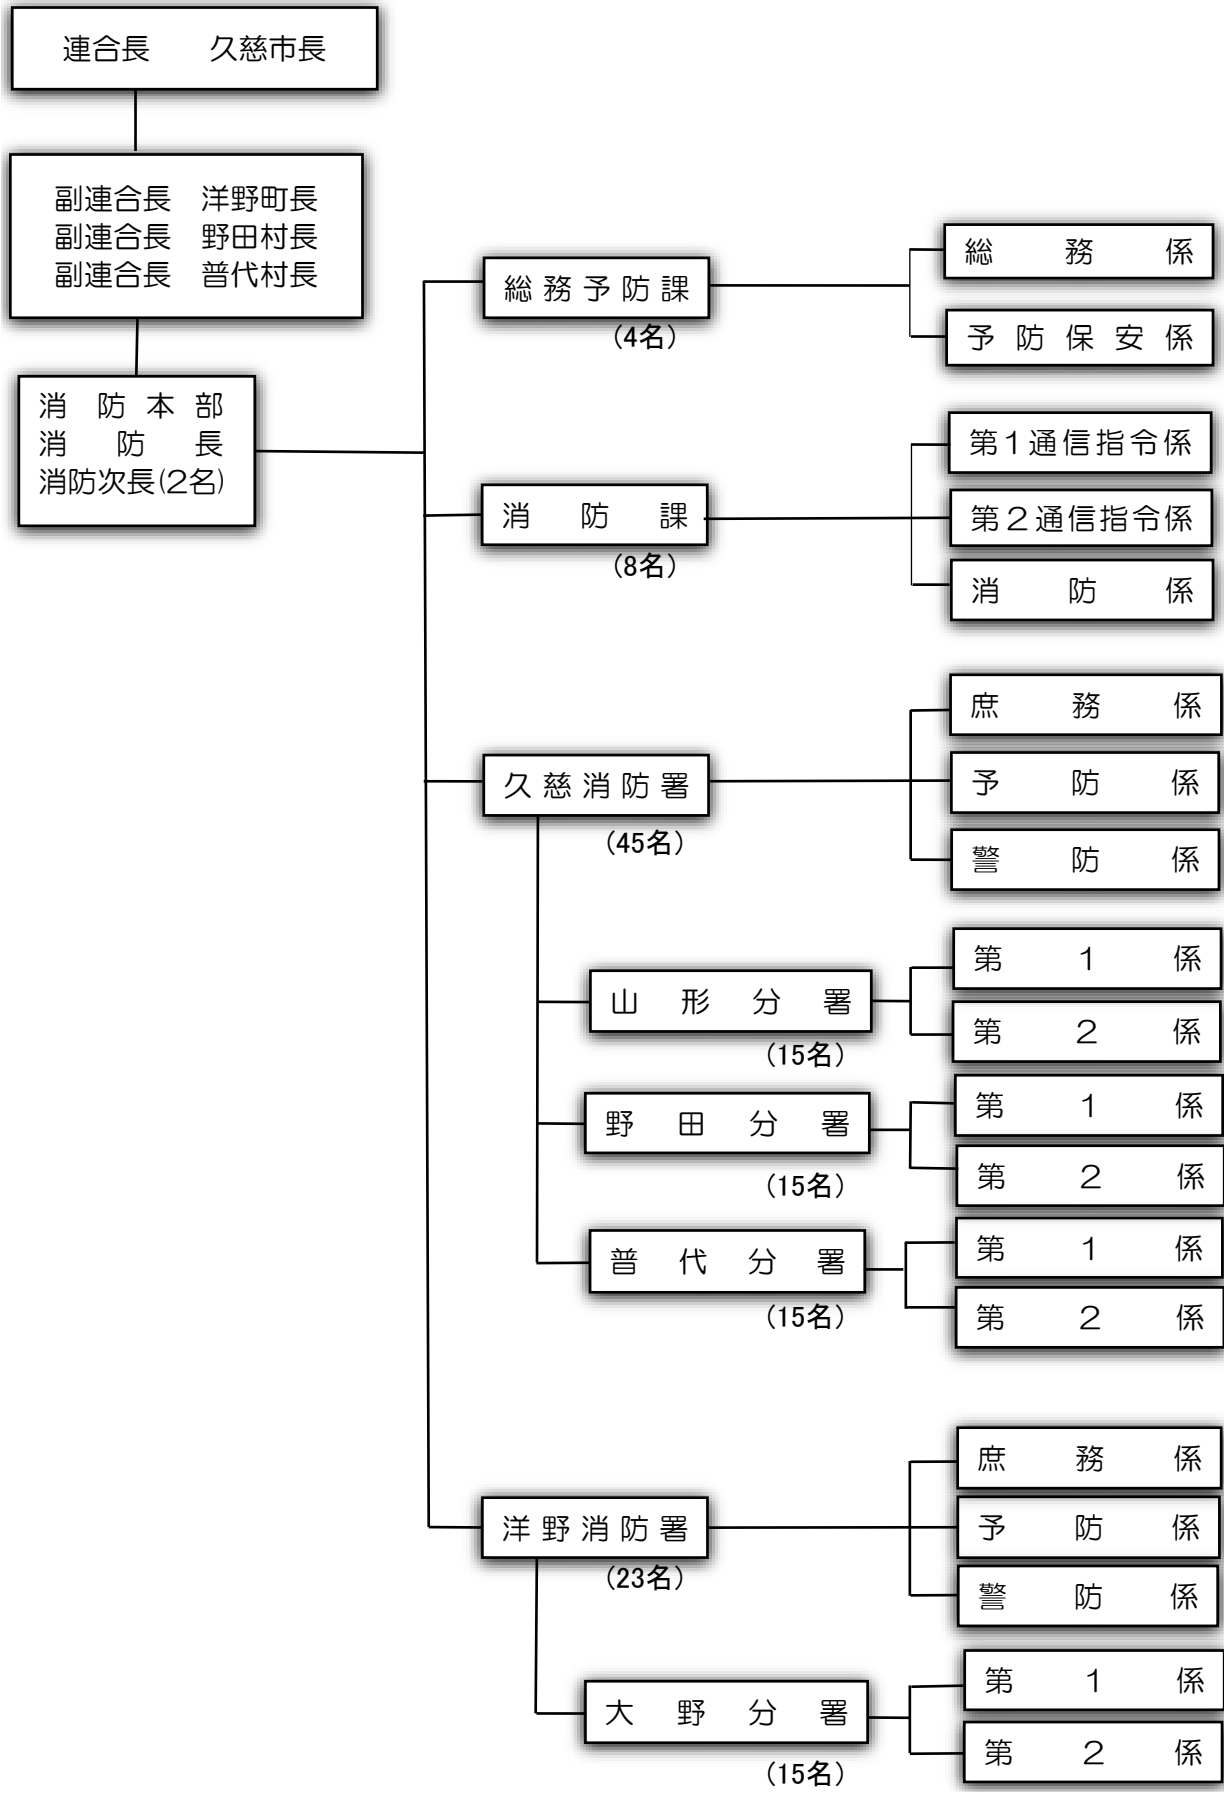 連合長　久慈市長
副連合長　洋野町長
副連合長　野田村長
副連合長　普代村長
消防本部
消防長
消防次長(2名)
総務予防課
(4名)
総務係
予防保安係
消防課
(8名)
第1通信指令係
第2通信指令係
消防係
久慈消防署
(45名)
庶務係
予防係
警防係
山形分署
(15名)
第1係
第2係
野田分署
(15名)
第1係
第2係
普代分署
(15名)
第1係
第2係
洋野消防署
(23名)
庶務係
予防係
警防係
大野分署
(15名)
第1係
第2係